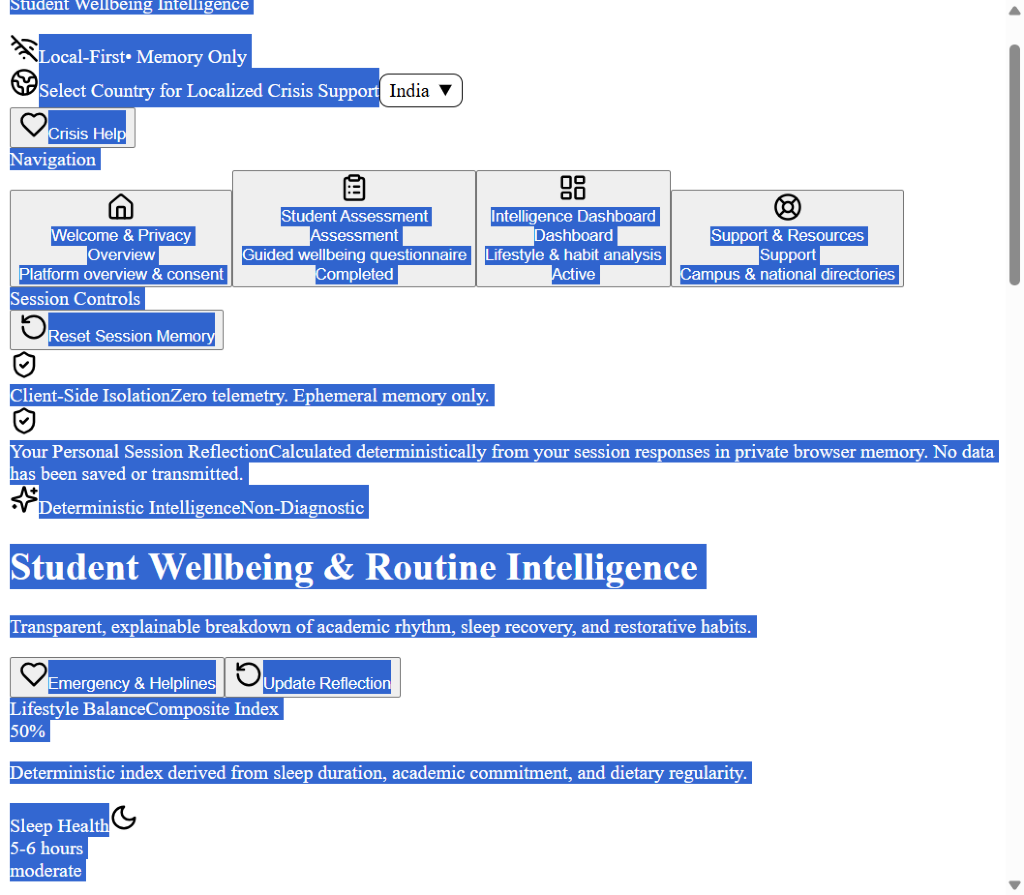 Student Wellbeing Intelligence
Local-First• Memory Only
Select Country for Localized Crisis Support India ▼
Crisis Help
Navigation
Welcome & Privacy
Overview
Platform overview & consent
Student Assessment
Assessment
Guided wellbeing questionnaire
Completed
Intelligence Dashboard
Dashboard
Lifestyle & habit analysis
Active
Support & Resources
Support
Campus & national directories
Session Controls
Reset Session Memory
Client-Side IsolationZero telemetry. Ephemeral memory only.
Your Personal Session ReflectionCalculated deterministically from your session responses in private browser memory. No data
has been saved or transmitted.
Deterministic IntelligenceNon-Diagnostic
Student Wellbeing & Routine Intelligence
Transparent, explainable breakdown of academic rhythm, sleep recovery, and restorative habits.
Emergency & Helplines Update Reflection
Lifestyle BalanceComposite Index
50%
Deterministic index derived from sleep duration, academic commitment, and dietary regularity.
Sleep Health
5-6 hours
moderate